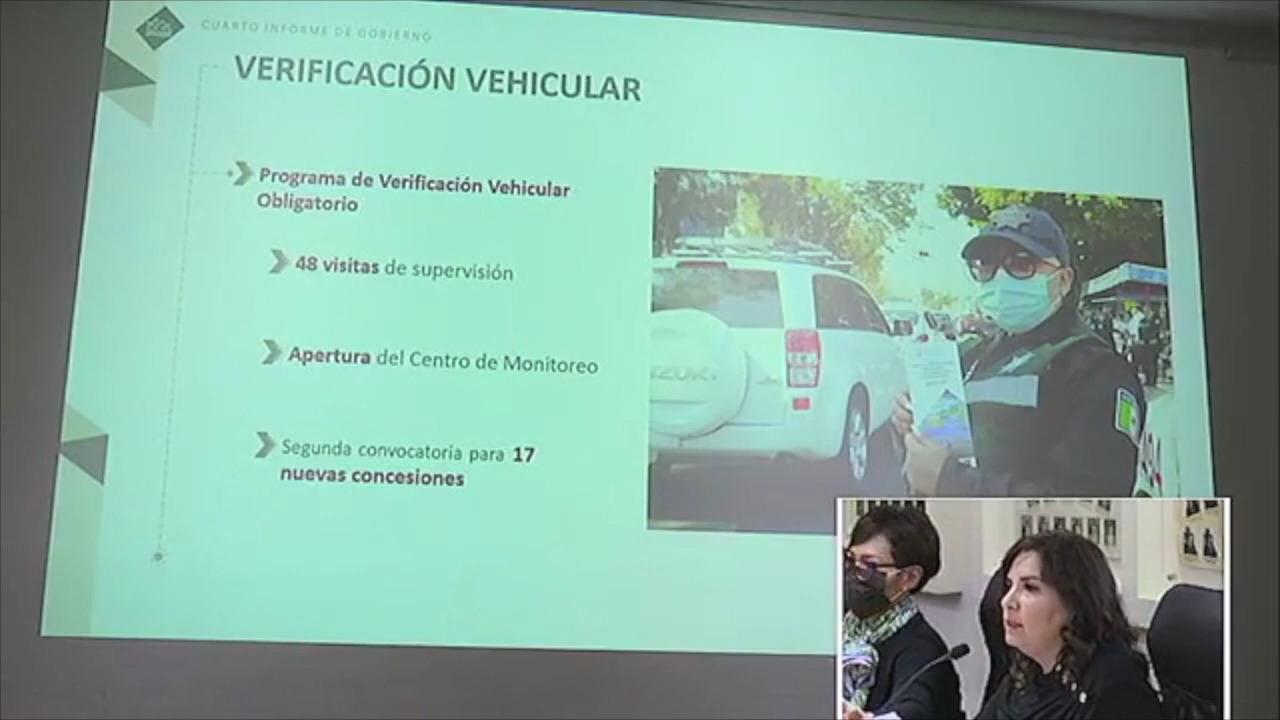 CUARTO INFORME DE GOBIERNO
VERIFICACIÓN VEHICULAR
Programa de Verificación Vehicular
Obligatorio
48 visitas de supervisión
Apertura del Centro de Monitoreo
Segunda convocatoria para 17
nuevas concesiones